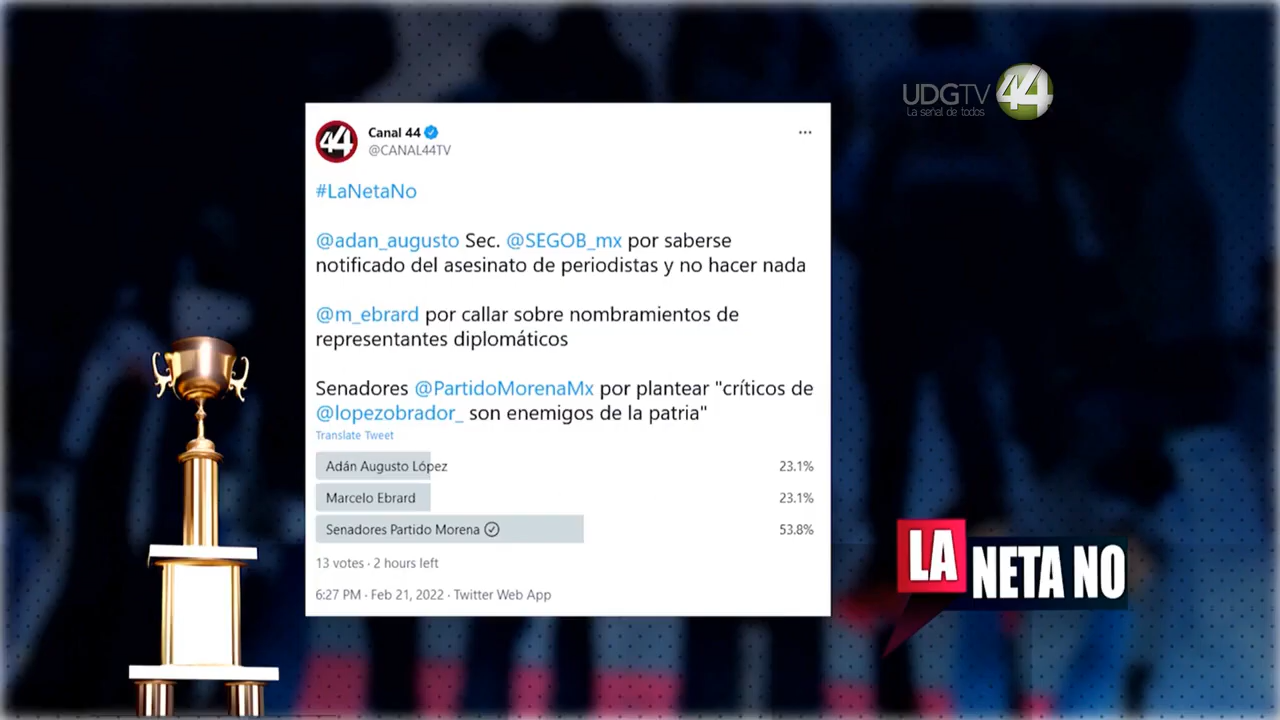 UDGTV 44
La señal de todos
44
Canal 44
@CANAL44TV
#LaNetaNo
@adan_augusto Sec. @SEGOB_mx por saberse
notificado del asesinato de periodistas y no hacer nada
@m_ebrard por callar sobre nombramientos de
representantes diplomáticos
Senadores @PartidoMorenaMx por plantear "críticos de
@lopezobrador_ son enemigos de la patria"
Translate Tweet
Adán Augusto López 23.1%
Marcelo Ebrard 23.1%
Senadores Partido Morena 53.8%
13 votes · 2 hours left
6:27 PM · Feb 21, 2022 · Twitter Web App
LA NETA NO